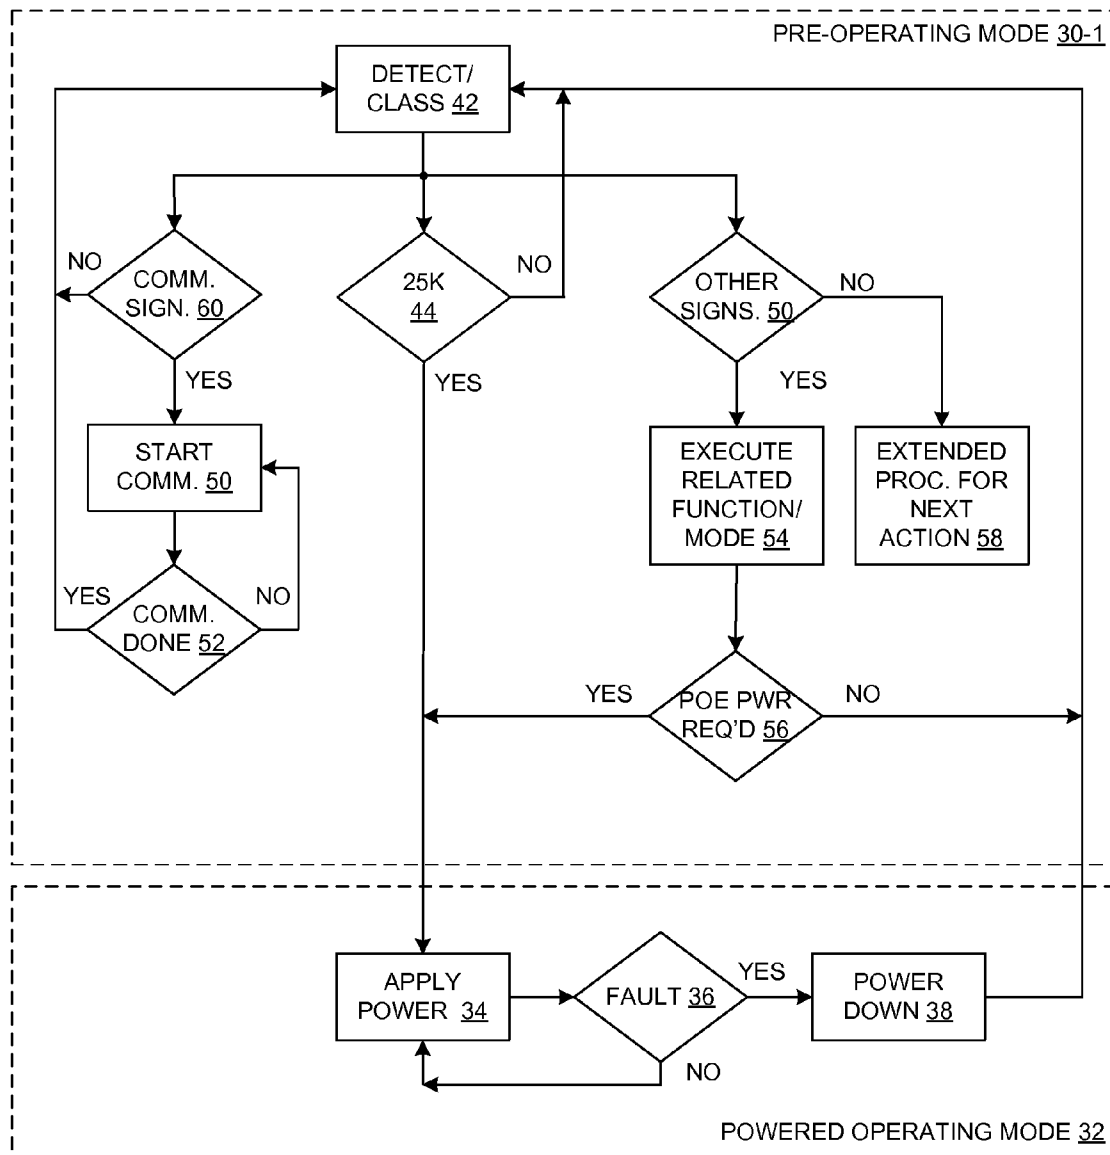 PRE-OPERATING MODE 30-1
DETECT/
CLASS 42
NO
COMM.
SIGN. 60
YES
25K
44
NO
YES
OTHER
SIGNS. 50
NO
YES
START
COMM. 50
EXECUTE
RELATED
FUNCTION/
MODE 54
EXTENDED
PROC. FOR
NEXT
ACTION 58
YES
COMM.
DONE 52
NO
YES
POE PWR
REQ'D 56
NO
APPLY
POWER 34
FAULT 36
YES
NO
POWER
DOWN 38
POWERED OPERATING MODE 32